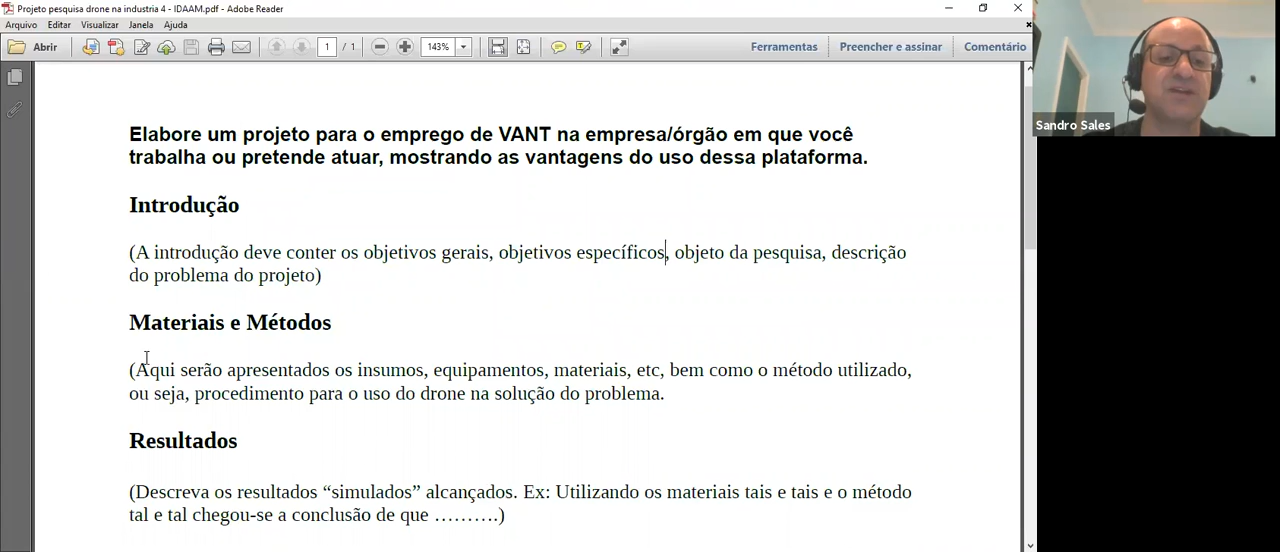 Projeto pesquisa drone na industria 4 - IDAAM.pdf - Adobe Reader
Arquivo Editar Visualizar Janela Ajuda
Abrir 1 / 1 143% Ferramentas Preencher e assinar Comentário
Sandro Sales
Elabore um projeto para o emprego de VANT na empresa/órgão em que você
trabalha ou pretende atuar, mostrando as vantagens do uso dessa plataforma.
Introdução
(A introdução deve conter os objetivos gerais, objetivos específicos, objeto da pesquisa, descrição
do problema do projeto)
Materiais e Métodos
(Aqui serão apresentados os insumos, equipamentos, materiais, etc, bem como o método utilizado,
ou seja, procedimento para o uso do drone na solução do problema.
Resultados
(Descreva os resultados “simulados” alcançados. Ex: Utilizando os materiais tais e tais e o método
tal e tal chegou-se a conclusão de que ……….)